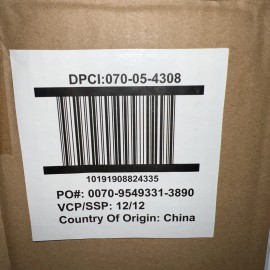 DPCI:070-05-4308
10191908824335
PO#: 0070-9549331-3890
VCP/SSP: 12/12
Country Of Origin: China